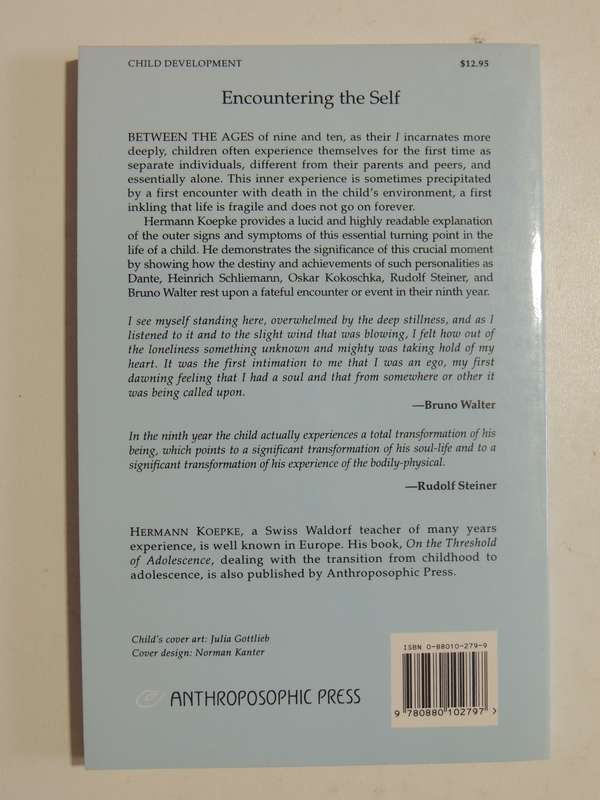 CHILD DEVELOPMENT $12.95
Encountering the Self
BETWEEN THE AGES of nine and ten, as their I incarnates more
deeply, children often experience themselves for the first time as
separate individuals, different from their parents and peers, and
essentially alone. This inner experience is sometimes precipitated
by a first encounter with death in the child's environment, a first
inkling that life is fragile and does not go on forever.
Hermann Koepke provides a lucid and highly readable explanation
of the outer signs and symptoms of this essential turning point in the
life of a child. He demonstrates the significance of this crucial moment
by showing how the destiny and achievements of such personalities as
Dante, Heinrich Schliemann, Oskar Kokoschka, Rudolf Steiner, and
Bruno Walter rest upon a fateful encounter or event in their ninth year.
I see myself standing here, overwhelmed by the deep stillness, and as I
listened to it and to the slight wind that was blowing, I felt how out of
the loneliness something unknown and mighty was taking hold of my
heart. It was the first intimation to me that I was an ego, my first
dawning feeling that I had a soul and that from somewhere or other it
was being called upon.
—Bruno Walter
In the ninth year the child actually experiences a total transformation of his
being, which points to a significant transformation of his soul-life and to a
significant transformation of his experience of the bodily-physical.
—Rudolf Steiner
HERMANN KOEPKE, a Swiss Waldorf teacher of many years
experience, is well known in Europe. His book, On the Threshold
of Adolescence, dealing with the transition from childhood to
adolescence, is also published by Anthroposophic Press.
Child's cover art: Julia Gottlieb
Cover design: Norman Kanter
ANTHROPOSOPHIC PRESS
ISBN 0-88010-279-9
9 780880 102797 >